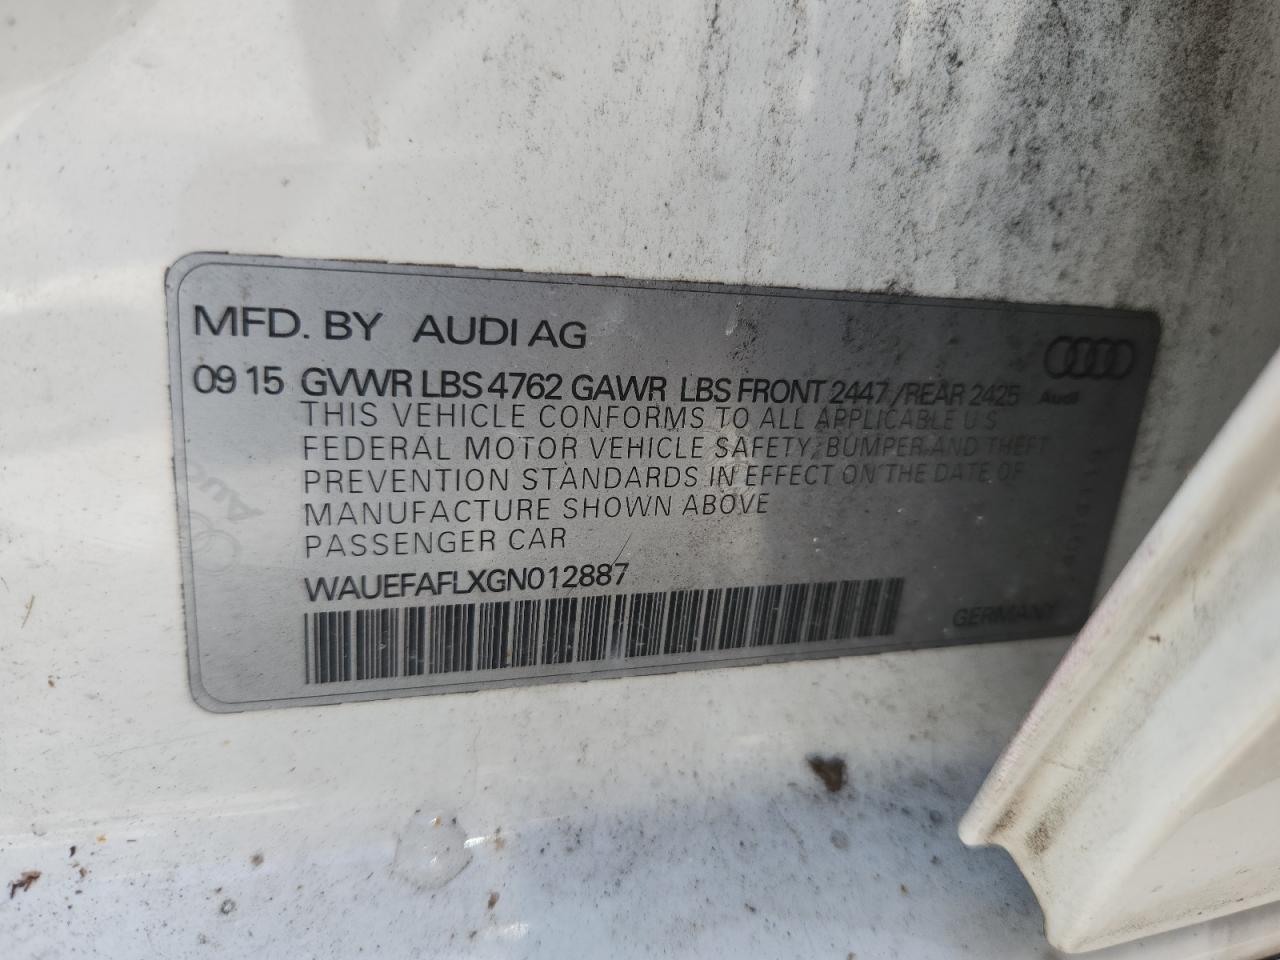 MFD. BY AUDI AG
09 15 GVWR LBS 4762 GAWR LBS FRONT 2447 /REAR 2425
Audi
THIS VEHICLE CONFORMS TO ALL APPLICABLE U S
FEDERAL MOTOR VEHICLE SAFETY, BUMPER AND THEFT
PREVENTION STANDARDS IN EFFECT ON THE DATE OF
MANUFACTURE SHOWN ABOVE
PASSENGER CAR
WAUEFAFLXGN012887
GERMANY
Audi